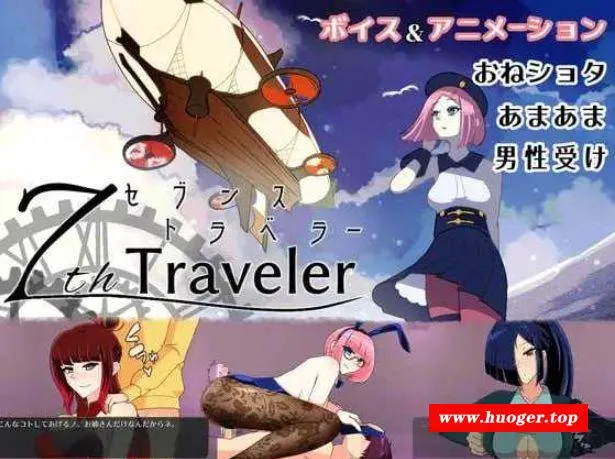 ボイス&アニメーション
おねショタ
あまあま
男性受け
セブンス
トラベラー
7th Traveler
こんなコトしてあげるノ、お姉さんだけなんだからネ。
www.huoger.top